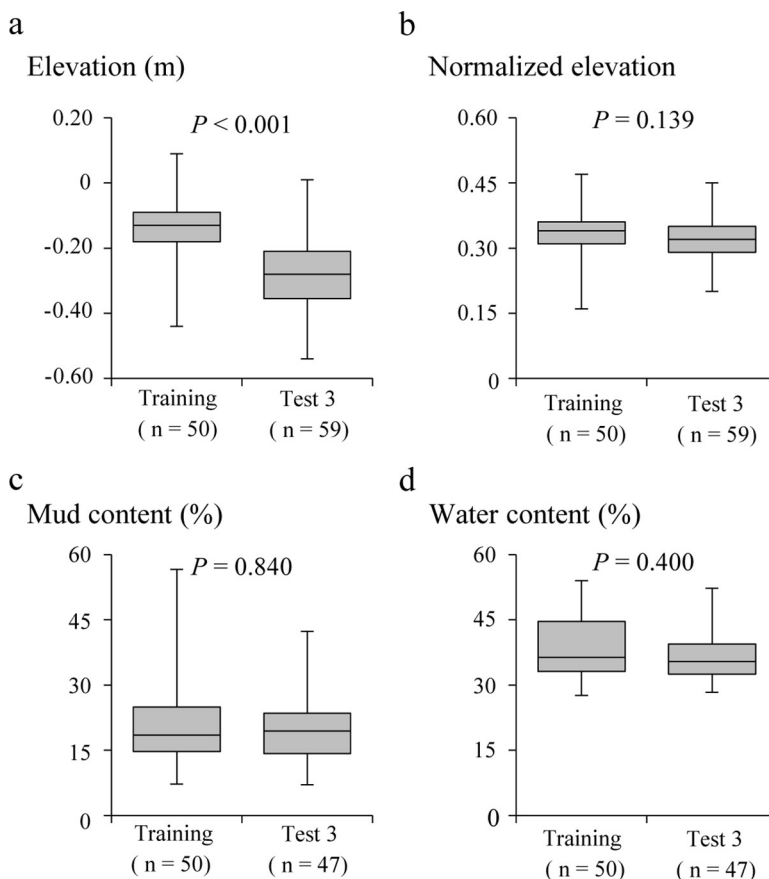 a
Elevation (m)
0.20
0
-0.20
-0.40
-0.60
P < 0.001
Training
( n = 50)
Test 3
( n = 59)
b
Normalized elevation
0.60
0.45
0.30
0.15
0
P = 0.139
Training
( n = 50)
Test 3
( n = 59)
c
Mud content (%)
60
45
30
15
0
P = 0.840
Training
( n = 50)
Test 3
( n = 47)
d
Water content (%)
60
45
30
15
0
P = 0.400
Training
( n = 50)
Test 3
( n = 47)